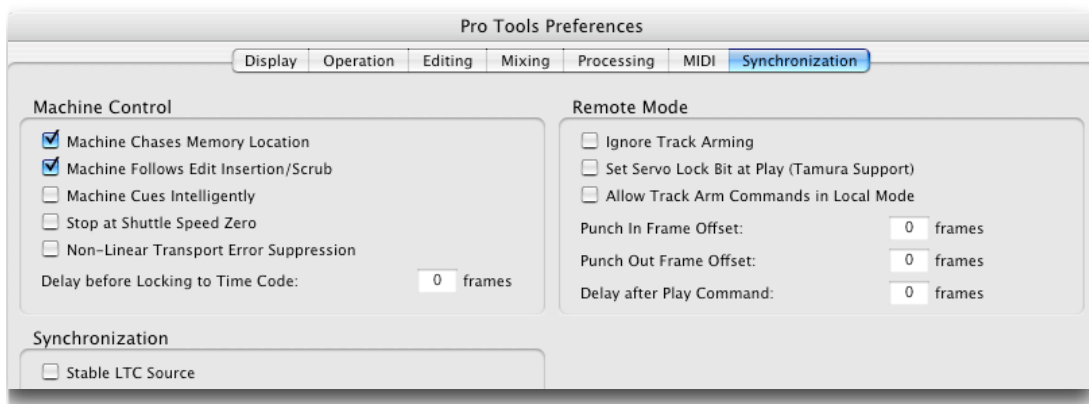 Pro Tools Preferences
Display Operation Editing Mixing Processing MIDI Synchronization
Machine Control
Machine Chases Memory Location
Machine Follows Edit Insertion/Scrub
Machine Cues Intelligently
Stop at Shuttle Speed Zero
Non-Linear Transport Error Suppression
Delay before Locking to Time Code: 0 frames
Synchronization
Stable LTC Source
Remote Mode
Ignore Track Arming
Set Servo Lock Bit at Play (Tamura Support)
Allow Track Arm Commands in Local Mode
Punch In Frame Offset: 0 frames
Punch Out Frame Offset: 0 frames
Delay after Play Command: 0 frames